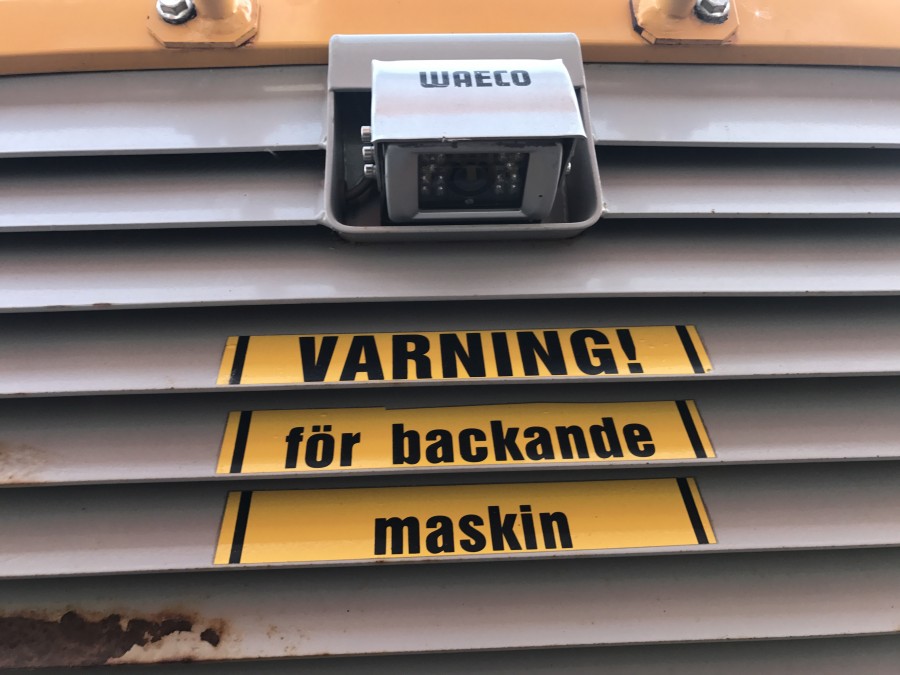 WAECO
VARNING!
för backande
maskin